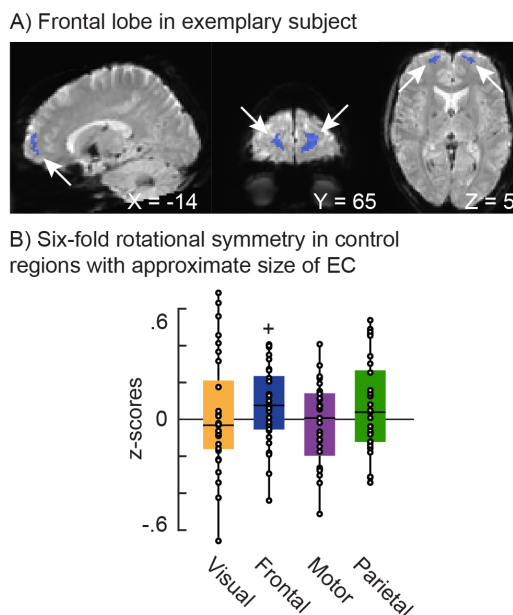 A) Frontal lobe in exemplary subject
X = -14
Y = 65
Z = 5
B) Six-fold rotational symmetry in control
regions with approximate size of EC
+
.6
0
-.6
z-scores
Visual
Frontal
Motor
Parietal